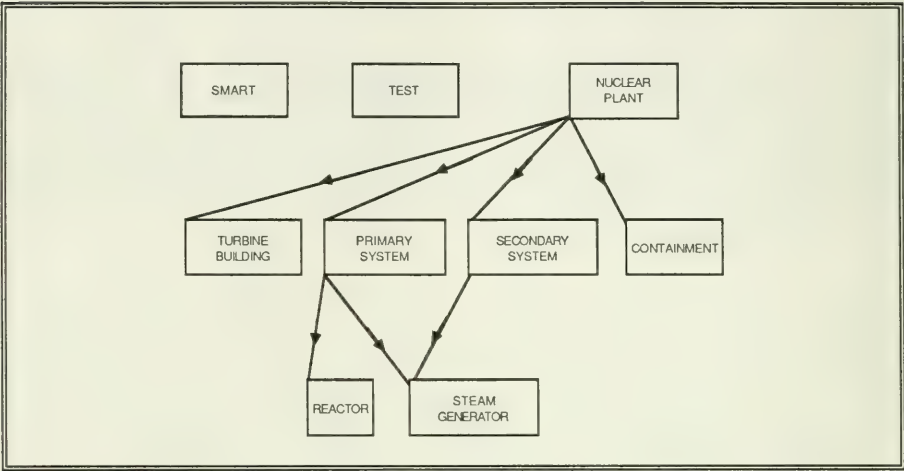 SMART
TEST
NUCLEAR
PLANT
TURBINE
BUILDING
PRIMARY
SYSTEM
SECONDARY
SYSTEM
CONTAINMENT
REACTOR
STEAM
GENERATOR